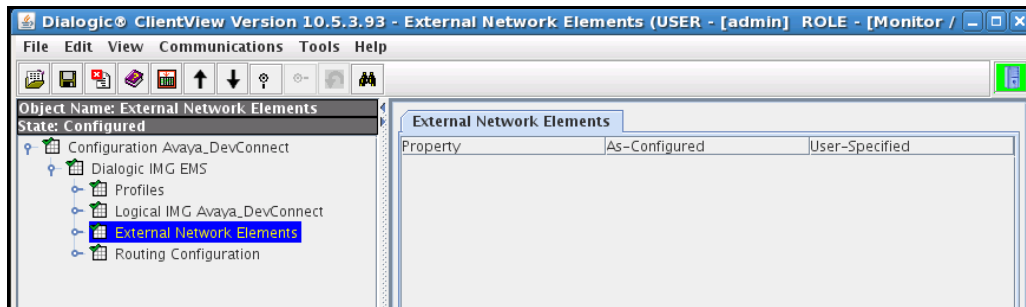 Dialogic® ClientView Version 10.5.3.93 - External Network Elements (USER - [admin] ROLE - [Monitor /
File Edit View Communications Tools Help
Object Name: External Network Elements
State: Configured
Configuration Avaya_DevConnect
Dialogic IMG EMS
Profiles
Logical IMG Avaya_DevConnect
External Network Elements
Routing Configuration
External Network Elements
Property As-Configured User-Specified